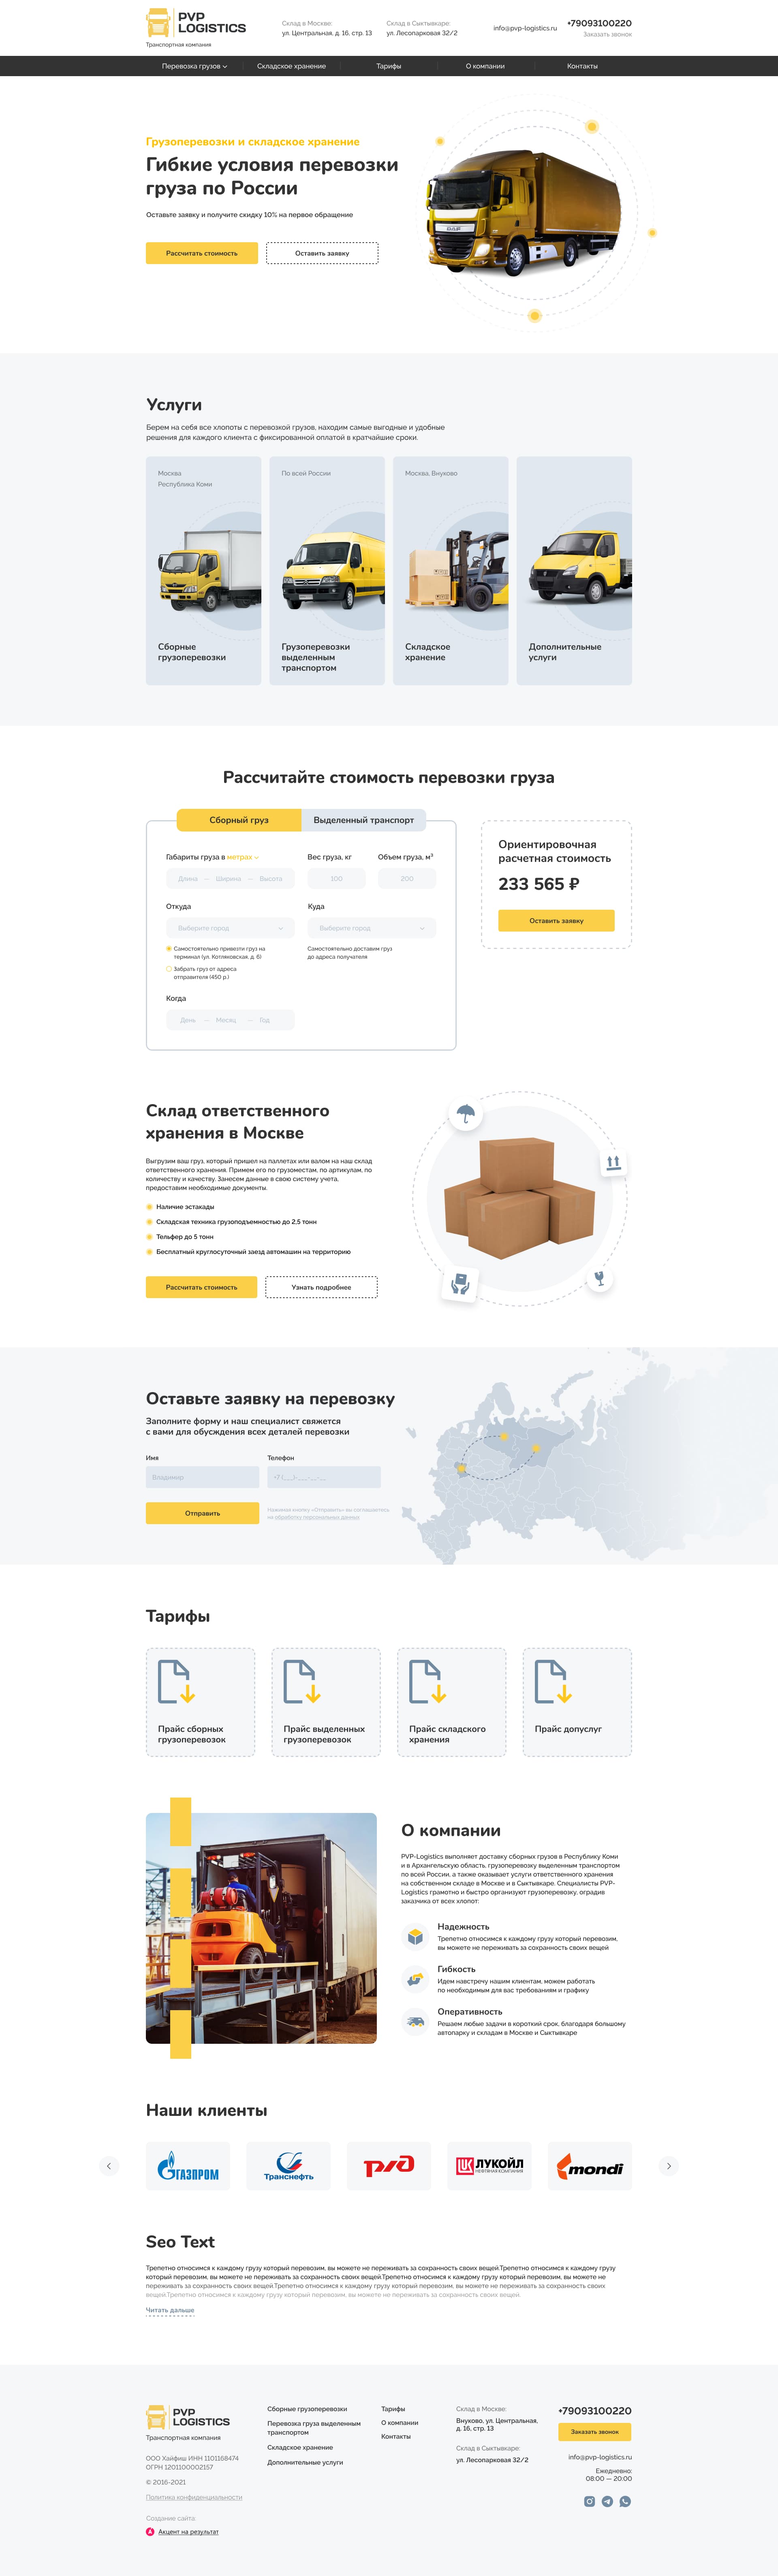 PVP
LOGISTICS
Транспортная компания
Склад в Москве:
ул. Центральная, д. 16, стр. 13
Склад в Сыктывкаре:
ул. Лесопарковая 32/2
info@pvp-logistics.ru
+79093100220
Заказать звонок
Перевозка грузов
Складское хранение
Тарифы
О компании
Контакты
Грузоперевозки и складское хранение
Гибкие условия перевозки
груза по России
Оставьте заявку и получите скидку 10% на первое обращение
Рассчитать стоимость
Оставить заявку
DAF
Услуги
Берем на себя все хлопоты с перевозкой грузов, находим самые выгодные и удобные
решения для каждого клиента с фиксированной оплатой в кратчайшие сроки.
Москва
Республика Коми
Сборные
грузоперевозки
По всей России
Грузоперевозки
выделенным
транспортом
Москва, Внуково
Складское
хранение
Дополнительные
услуги
Рассчитайте стоимость перевозки груза
Сборный груз
Выделенный транспорт
Габариты груза в метрах
Вес груза, кг
Объем груза, м³
Длина — Ширина — Высота
100
200
Откуда
Куда
Выберите город
Выберите город
Самостоятельно привезти груз на
терминал (ул. Котляковская, д. 6)
Забрать груз от адреса
отправителя (450 р.)
Самостоятельно доставим груз
до адреса получателя
Когда
День — Месяц — Год
Ориентировочная
расчетная стоимость
233 565 ₽
Оставить заявку
Склад ответственного
хранения в Москве
Выгрузим ваш груз, который пришел на паллетах или валом на наш склад
ответственного хранения. Примем его по грузоместам, по артикулам, по
количеству и качеству. Занесем данные в свою систему учета,
предоставим необходимые документы.
Наличие эстакады
Складская техника грузоподъемностью до 2,5 тонн
Тельфер до 5 тонн
Бесплатный круглосуточный заезд автомашин на территорию
Рассчитать стоимость
Узнать подробнее
Оставьте заявку на перевозку
Заполните форму и наш специалист свяжется
с вами для обусждения всех деталей перевозки
Имя
Телефон
Владимир
+7 (___)-___-__-__
Отправить
Нажимая кнопку «Отправить» вы соглашаетесь
на обработку персональных данных
Тарифы
Прайс сборных
грузоперевозок
Прайс выделенных
грузоперевозок
Прайс складского
хранения
Прайс допуслуг
О компании
PVP-Logistics выполняет доставку сборных грузов в Республику Коми
и в Архангельскую область, грузоперевозку выделенным транспортом
по всей России, а также оказывает услуги ответственного хранения
на собственном складе в Москве и в Сыктывкаре. Специалисты PVP-
Logistics грамотно и быстро организуют грузоперевозку, оградив
заказчика от всех хлопот:
Надежность
Трепетно относимся к каждому грузу который перевозим,
вы можете не переживать за сохранность своих вещей
Гибкость
Идем навстречу нашим клиентам, можем работать
по необходимым для вас требованиям и графику
Оперативность
Решаем любые задачи в короткий срок, благодаря большому
автопарку и складам в Москве и Сыктывкаре
Наши клиенты
ГАЗПРОМ
Транснефть
РЖД
ЛУКОЙЛ
НЕФТЯНАЯ КОМПАНИЯ
mondi
Seo Text
Трепетно относимся к каждому грузу который перевозим, вы можете не переживать за сохранность своих вещей.Трепетно относимся к каждому грузу
который перевозим, вы можете не переживать за сохранность своих вещей.Трепетно относимся к каждому грузу который перевозим, вы можете не
переживать за сохранность своих вещей.Трепетно относимся к каждому грузу который перевозим, вы можете не переживать за сохранность своих
вещей.Трепетно относимся к каждому грузу который перевозим, вы можете не переживать за сохранность своих вещей.
Читать дальше
PVP
LOGISTICS
Транспортная компания
ООО Хайфиш ИНН 1101168474
ОГРН 1201100002157
© 2016-2021
Политика конфиденциальности
Создание сайта:
Акцент на результат
Сборные грузоперевозки
Перевозка груза выделенным
транспортом
Складское хранение
Дополнительные услуги
Тарифы
О компании
Контакты
Склад в Москве:
Внуково, ул. Центральная,
д. 16, стр. 13
Склад в Сыктывкаре:
ул. Лесопарковая 32/2
+79093100220
Заказать звонок
info@pvp-logistics.ru
Ежедневно:
08:00 — 20:00